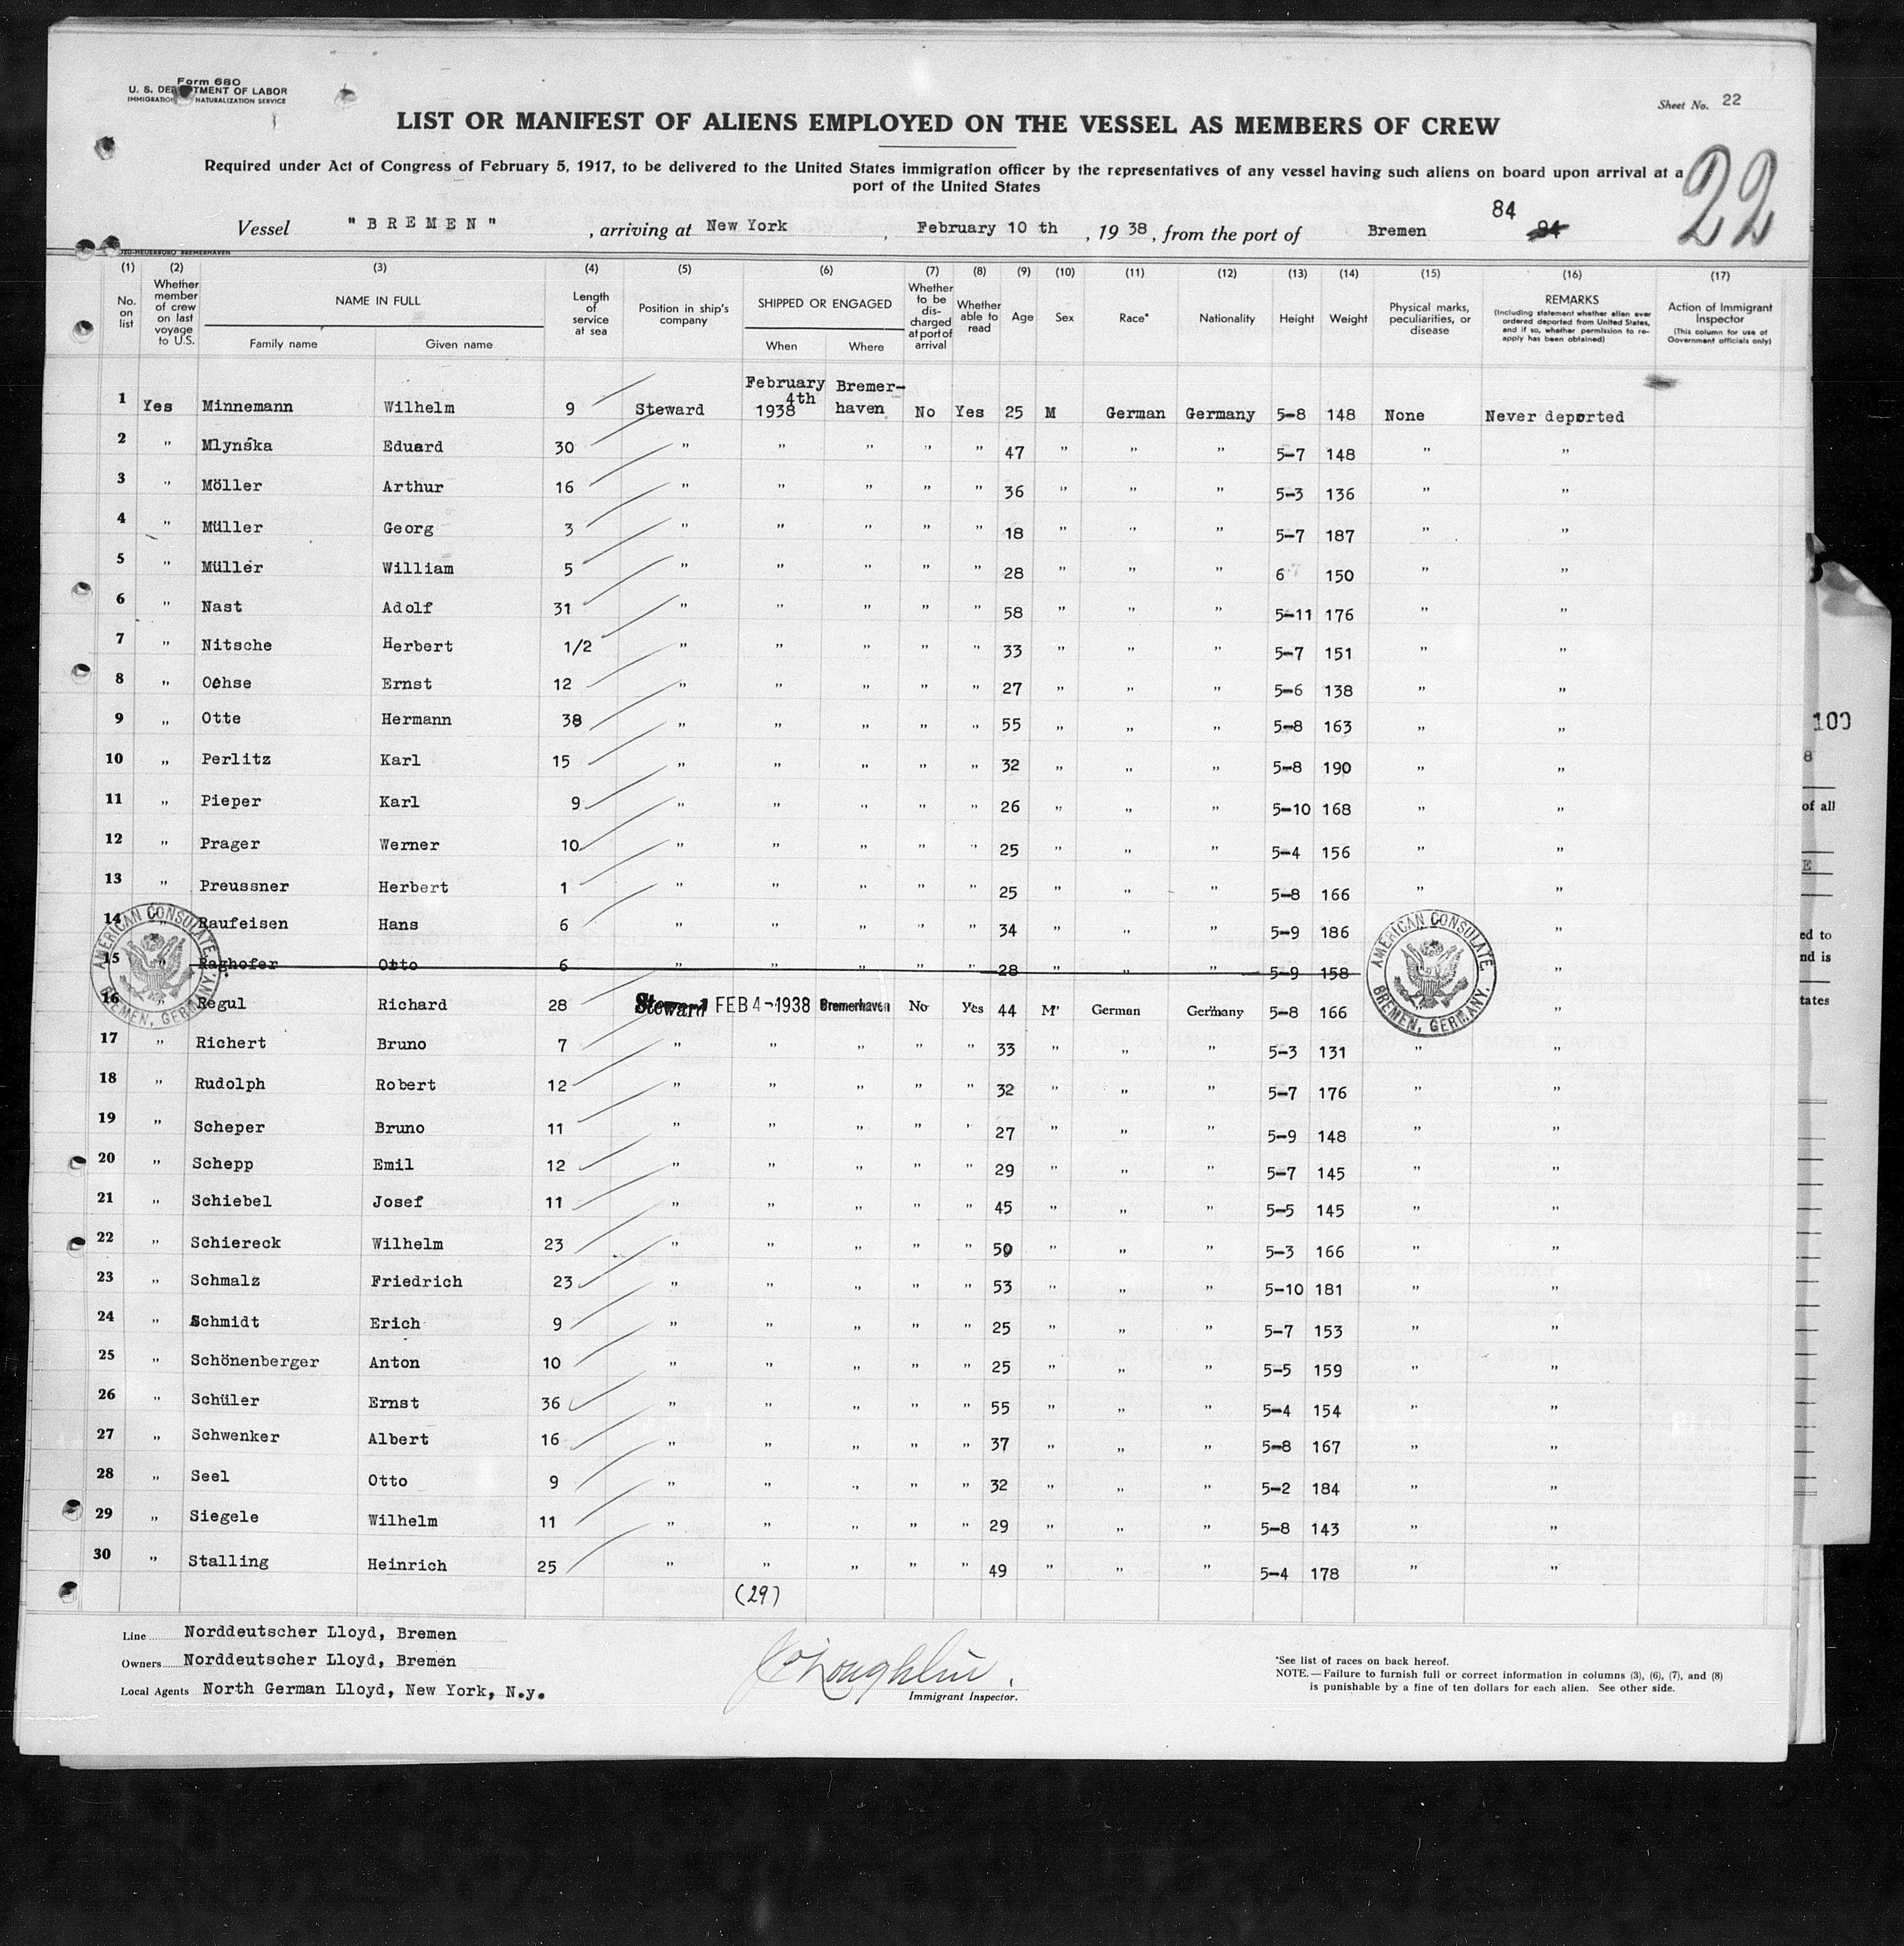 Form 680
U. S. DEP TMENT OF LABOR
IMMIGRATION NATURALIZATION SERVICE
Sheet No. 22
LIST OR MANIFEST OF ALIENS EMPLOYED ON THE VESSEL AS MEMBERS OF CREW
Required under Act of Congress of February 5, 1917, to be delivered to the United States immigration officer by the representatives of any vessel having such aliens on board upon arrival at a
port of the United States
22
84
Vessel "BREMEN", arriving at New York, February 10 th, 19 38, from the port of Bremen 84
(1) (2) (3) (4) (5) (6) (7) (8) (9) (10) (11) (12) (13) (14) (15) (16) (17)
No. on list Whether member of crew on last voyage to U.S. NAME IN FULL Family name Given name Length of service at sea Position in ship's company SHIPPED OR ENGAGED When Where Whether to be discharged at port of arrival Whether able to read Age Sex Race* Nationality Height Weight Physical marks, peculiarities, or disease REMARKS (Including statement whether alien ever ordered deported from United States, and if so, whether permission to re-apply has been obtained) Action of Immigrant Inspector (This column for use of Government officials only)
1 Yes Minnemann Wilhelm 9 Steward February 4th 1938 Bremer-haven No Yes 25 M German Germany 5-8 148 None Never deported
2 " Mlynska Eduard 30 " " " " " 47 " " " 5-7 148 " "
3 " Möller Arthur 16 " " " " " 36 " " " 5-3 136 " "
4 " Müller Georg 3 " " " " " 18 " " " 5-7 187 " "
5 " Müller William 5 " " " " " 28 " " " 6 150 " "
6 " Nast Adolf 31 " " " " " 58 " " " 5-11 176 " "
7 " Nitsche Herbert 1/2 " " " " " 33 " " " 5-7 151 " "
8 " Ochse Ernst 12 " " " " " 27 " " " 5-6 138 " "
9 " Otte Hermann 38 " " " " " 55 " " " 5-8 163 " "
10 " Perlitz Karl 15 " " " " " 32 " " " 5-8 190 " "
11 " Pieper Karl 9 " " " " " 26 " " " 5-10 168 " "
12 " Prager Werner 10 " " " " " 25 " " " 5-4 156 " "
13 " Preussner Herbert 1 " " " " " 25 " " " 5-8 166 " "
14 " Raufeisen Hans 6 " " " " " 34 " " " 5-9 186 "
15 " Raghofer Otto 6 " " " " " 28 " " " 5-9 158 "
16 " Regul Richard 28 Steward FEB 4-1938 Bremerhaven No Yes 44 M German Germany 5-8 166 "
AMERICAN CONSULATE BREMEN, GERMANY.
AMERICAN CONSULATE BREMEN, GERMANY.
17 " Richert Bruno 7 " " " " " 33 " " " 5-3 131 " "
18 " Rudolph Robert 12 " " " " " 32 " " " 5-7 176 " "
19 " Scheper Bruno 11 " " " " " 27 " " " 5-9 148 " "
20 " Schepp Emil 12 " " " " " 29 " " " 5-7 145 " "
21 " Schiebel Josef 11 " " " " " 45 " " " 5-5 145 " "
22 " Schiereck Wilhelm 23 " " " " " 50 " " " 5-3 166 " "
23 " Schmalz Friedrich 23 " " " " " 53 " " " 5-10 181 " "
24 " Schmidt Erich 9 " " " " " 25 " " " 5-7 153 " "
25 " Schönenberger Anton 10 " " " " " 25 " " " 5-5 159 " "
26 " Schüler Ernst 36 " " " " " 55 " " " 5-4 154 " "
27 " Schwenker Albert 16 " " " " " 37 " " " 5-8 167 " "
28 " Seel Otto 9 " " " " " 32 " " " 5-2 184 " "
29 " Siegele Wilhelm 11 " " " " " 29 " " " 5-8 143 " "
30 " Stalling Heinrich 25 " " " " " 49 " " " 5-4 178 " "
(29)
Line Norddeutscher Lloyd, Bremen
Owners Norddeutscher Lloyd, Bremen
Local Agents North German Lloyd, New York, N.y.
J O'Loughlin.
Immigrant Inspector.
*See list of races on back hereof.
NOTE.—Failure to furnish full or correct information in columns (3), (6), (7), and (8)
is punishable by a fine of ten dollars for each alien. See other side.
100
8
of all
E
ed to
nd is
tates